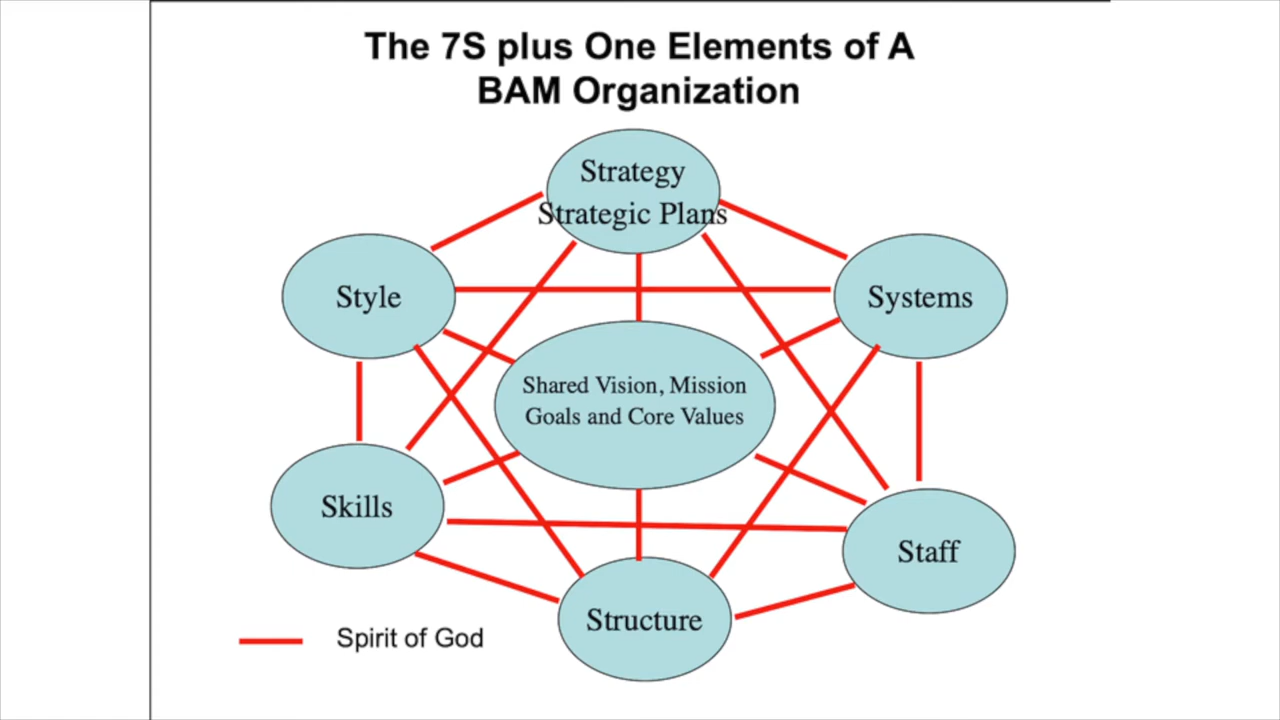 The 7S plus One Elements of A
BAM Organization
Strategy
Strategic Plans
Style
Systems
Shared Vision, Mission
Goals and Core Values
Skills
Staff
Structure
Spirit of God